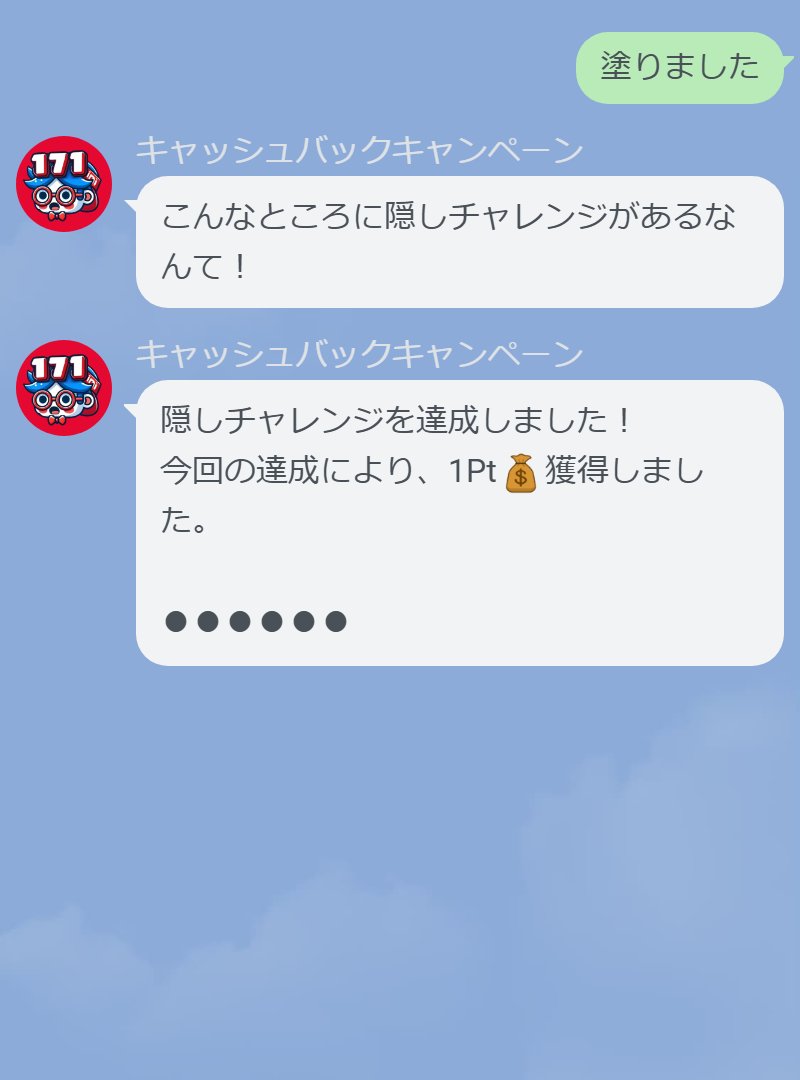 塗りました
キャッシュバックキャンペーン
171
こんなところに隠しチャレンジがあるな
んて！
キャッシュバックキャンペーン
171
隠しチャレンジを達成しました！
今回の達成により、1Pt💰獲得しまし
た。
●●●●●●